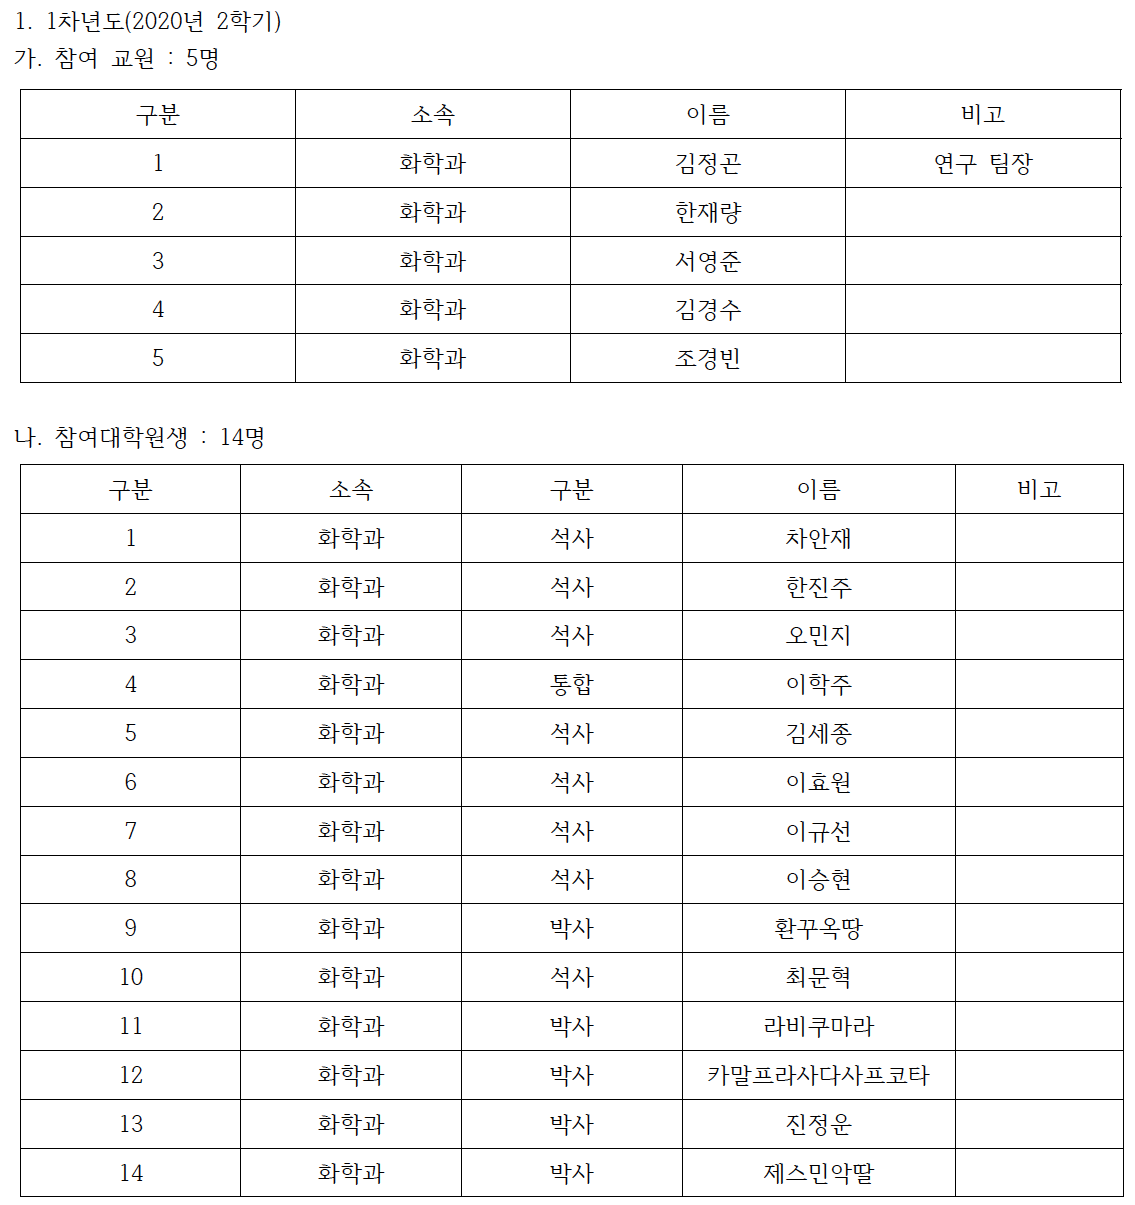 1. 1차년도(2020년 2학기)
가. 참여 교원 : 5명
구분 소속 이름 비고
1 화학과 김정곤 연구 팀장
2 화학과 한재량
3 화학과 서영준
4 화학과 김경수
5 화학과 조경빈
나. 참여대학원생 : 14명
구분 소속 구분 이름 비고
1 화학과 석사 차안재
2 화학과 석사 한진주
3 화학과 석사 오민지
4 화학과 통합 이학주
5 화학과 석사 김세종
6 화학과 석사 이효원
7 화학과 석사 이규선
8 화학과 석사 이승현
9 화학과 박사 환꾸옥땅
10 화학과 석사 최문혁
11 화학과 박사 라비쿠마라
12 화학과 박사 카말프라사다사프코타
13 화학과 박사 진정운
14 화학과 박사 제스민악딸